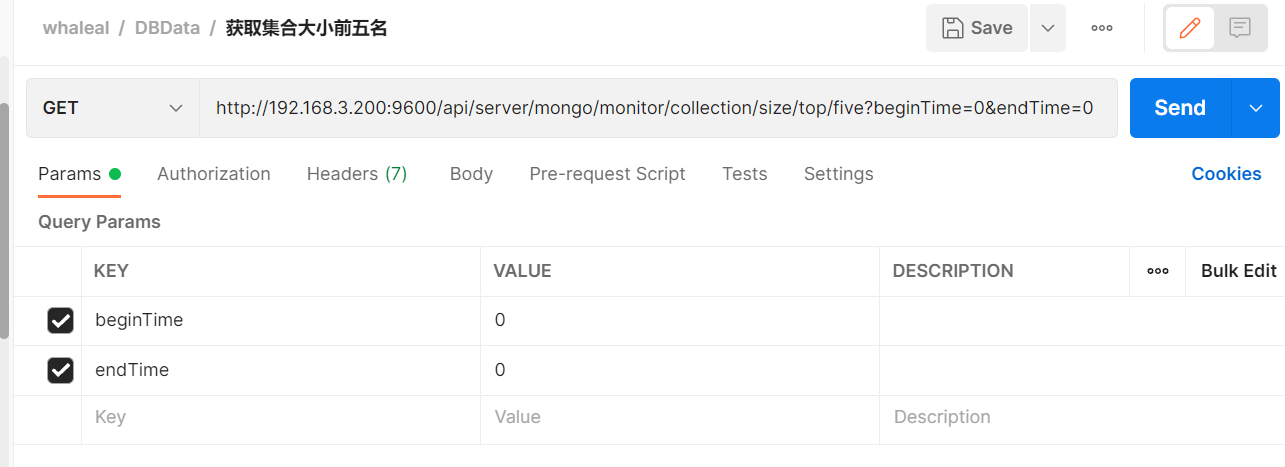 whaleal / DBData / 获取集合大小前五名
Save
GET
http://192.168.3.200:9600/api/server/mongo/monitor/collection/size/top/five?beginTime=0&endTime=0
Send
Params Authorization Headers (7) Body Pre-request Script Tests Settings Cookies
Query Params
KEY VALUE DESCRIPTION Bulk Edit
beginTime 0
endTime 0
Key Value Description